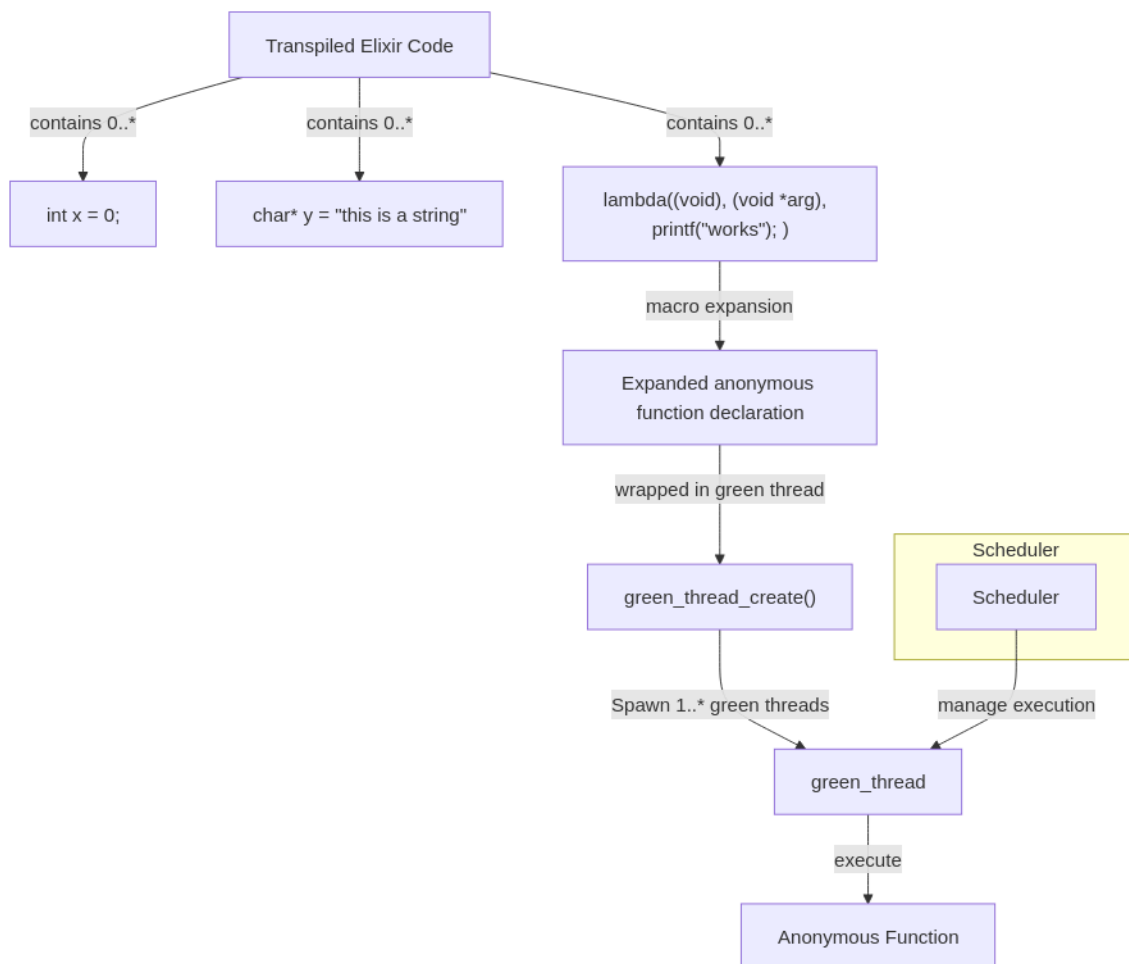 Transpiled Elixir Code
contains 0..*
contains 0..*
contains 0..*
int x = 0;
char* y = "this is a string"
lambda((void), (void *arg),
printf("works"); )
macro expansion
Expanded anonymous
function declaration
wrapped in green thread
Scheduler
green_thread_create()
Scheduler
Spawn 1..* green threads
manage execution
green_thread
execute
Anonymous Function